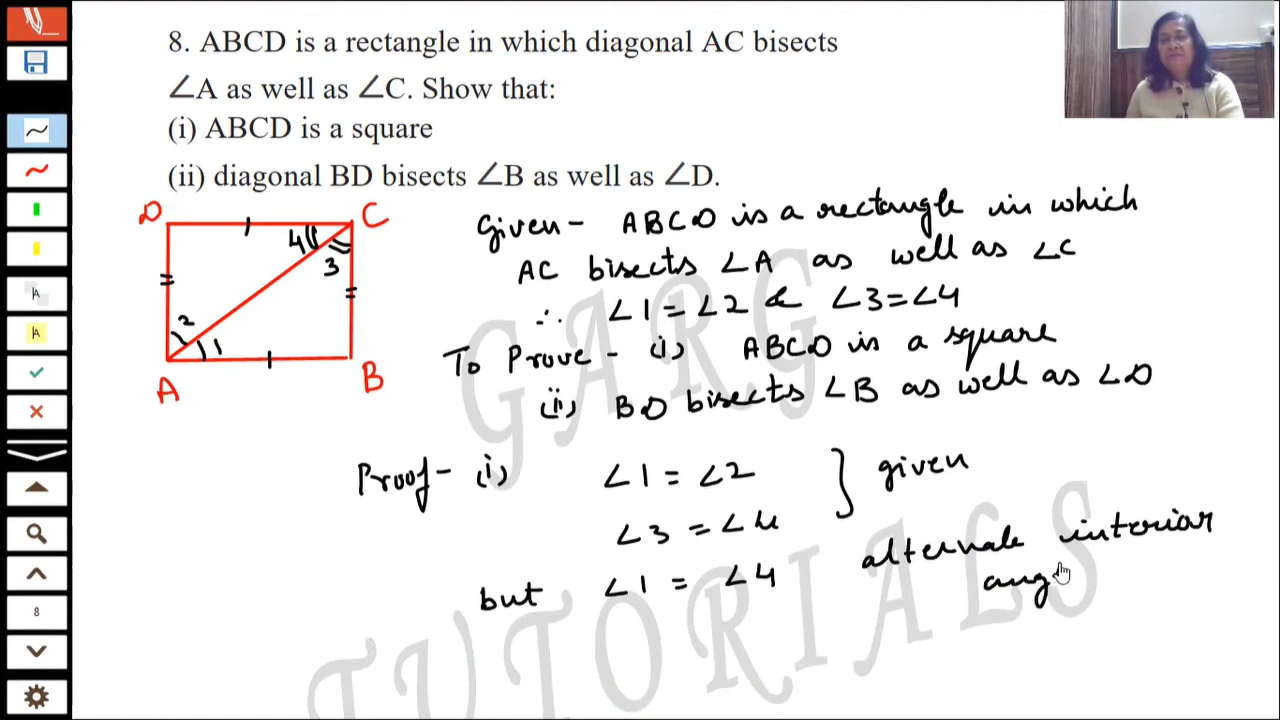 8. ABCD is a rectangle in which diagonal AC bisects
∠A as well as ∠C. Show that:
(i) ABCD is a square
(ii) diagonal BD bisects ∠B as well as ∠D.
D
C
4
3
2
1
A
B
Given - ABCD is a rectangle in which
AC bisects ∠A as well as ∠C
∴ ∠1 = ∠2 & ∠3 = ∠4
To Prove - (i) ABCD is a square
(ii) BD bisects ∠B as well as ∠D
Proof - (i) ∠1 = ∠2 } given
∠3 = ∠4
but ∠1 = ∠4 alternate interior
ang
GARG
TUTORIALS
A
A
8